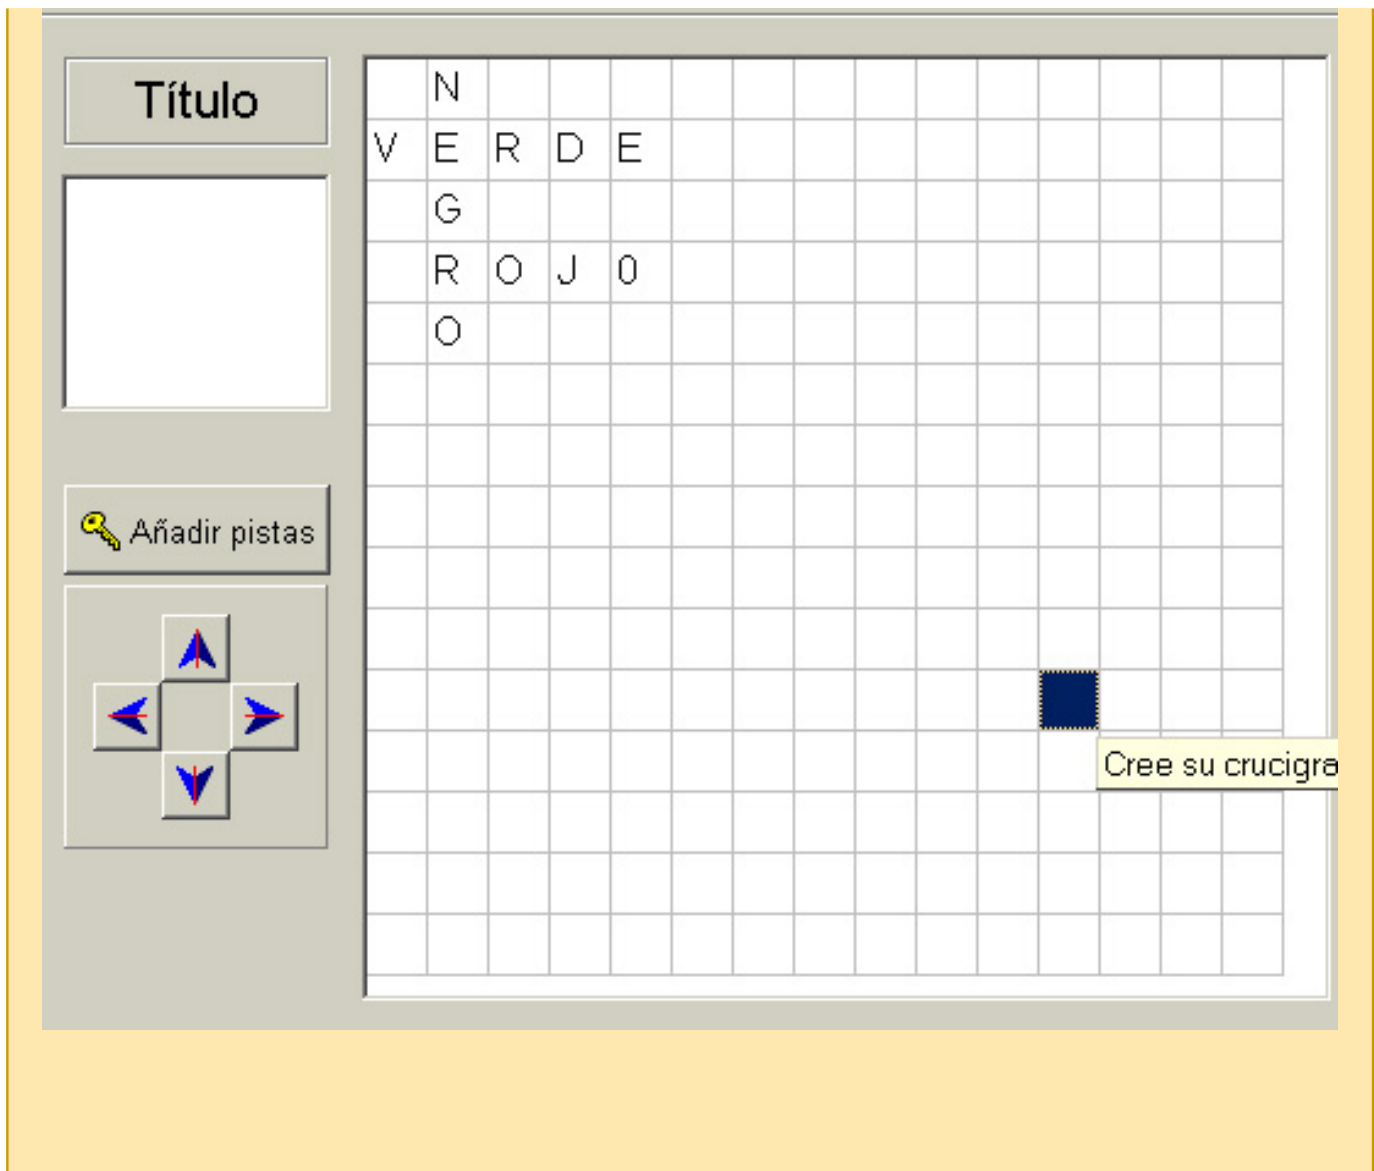 Título
N
V E R D E
G
R O J 0
O
Añadir pistas
Cree su crucigra